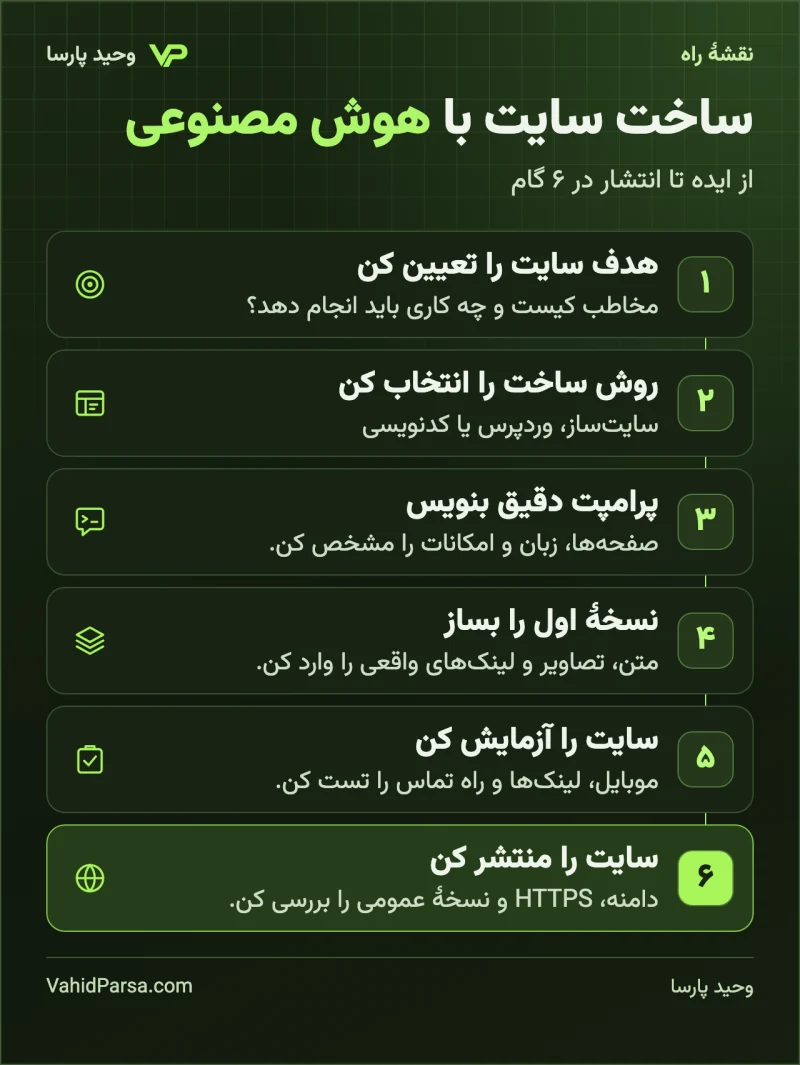 نقشهٔ راه
وحید پارسا
ساخت سایت با هوش مصنوعی
از ایده تا انتشار در ۶ گام
۱
هدف سایت را تعیین کن
مخاطب کیست و چه کاری باید انجام دهد؟
۲
روش ساخت را انتخاب کن
سایت‌ساز، وردپرس یا کدنویسی
۳
پرامپت دقیق بنویس
صفحه‌ها، زبان و امکانات را مشخص کن.
۴
نسخهٔ اول را بساز
متن، تصاویر و لینک‌های واقعی را وارد کن.
۵
سایت را آزمایش کن
موبایل، لینک‌ها و راه تماس را تست کن.
۶
سایت را منتشر کن
دامنه، HTTPS و نسخهٔ عمومی را بررسی کن.
وحید پارسا
VahidParsa.com